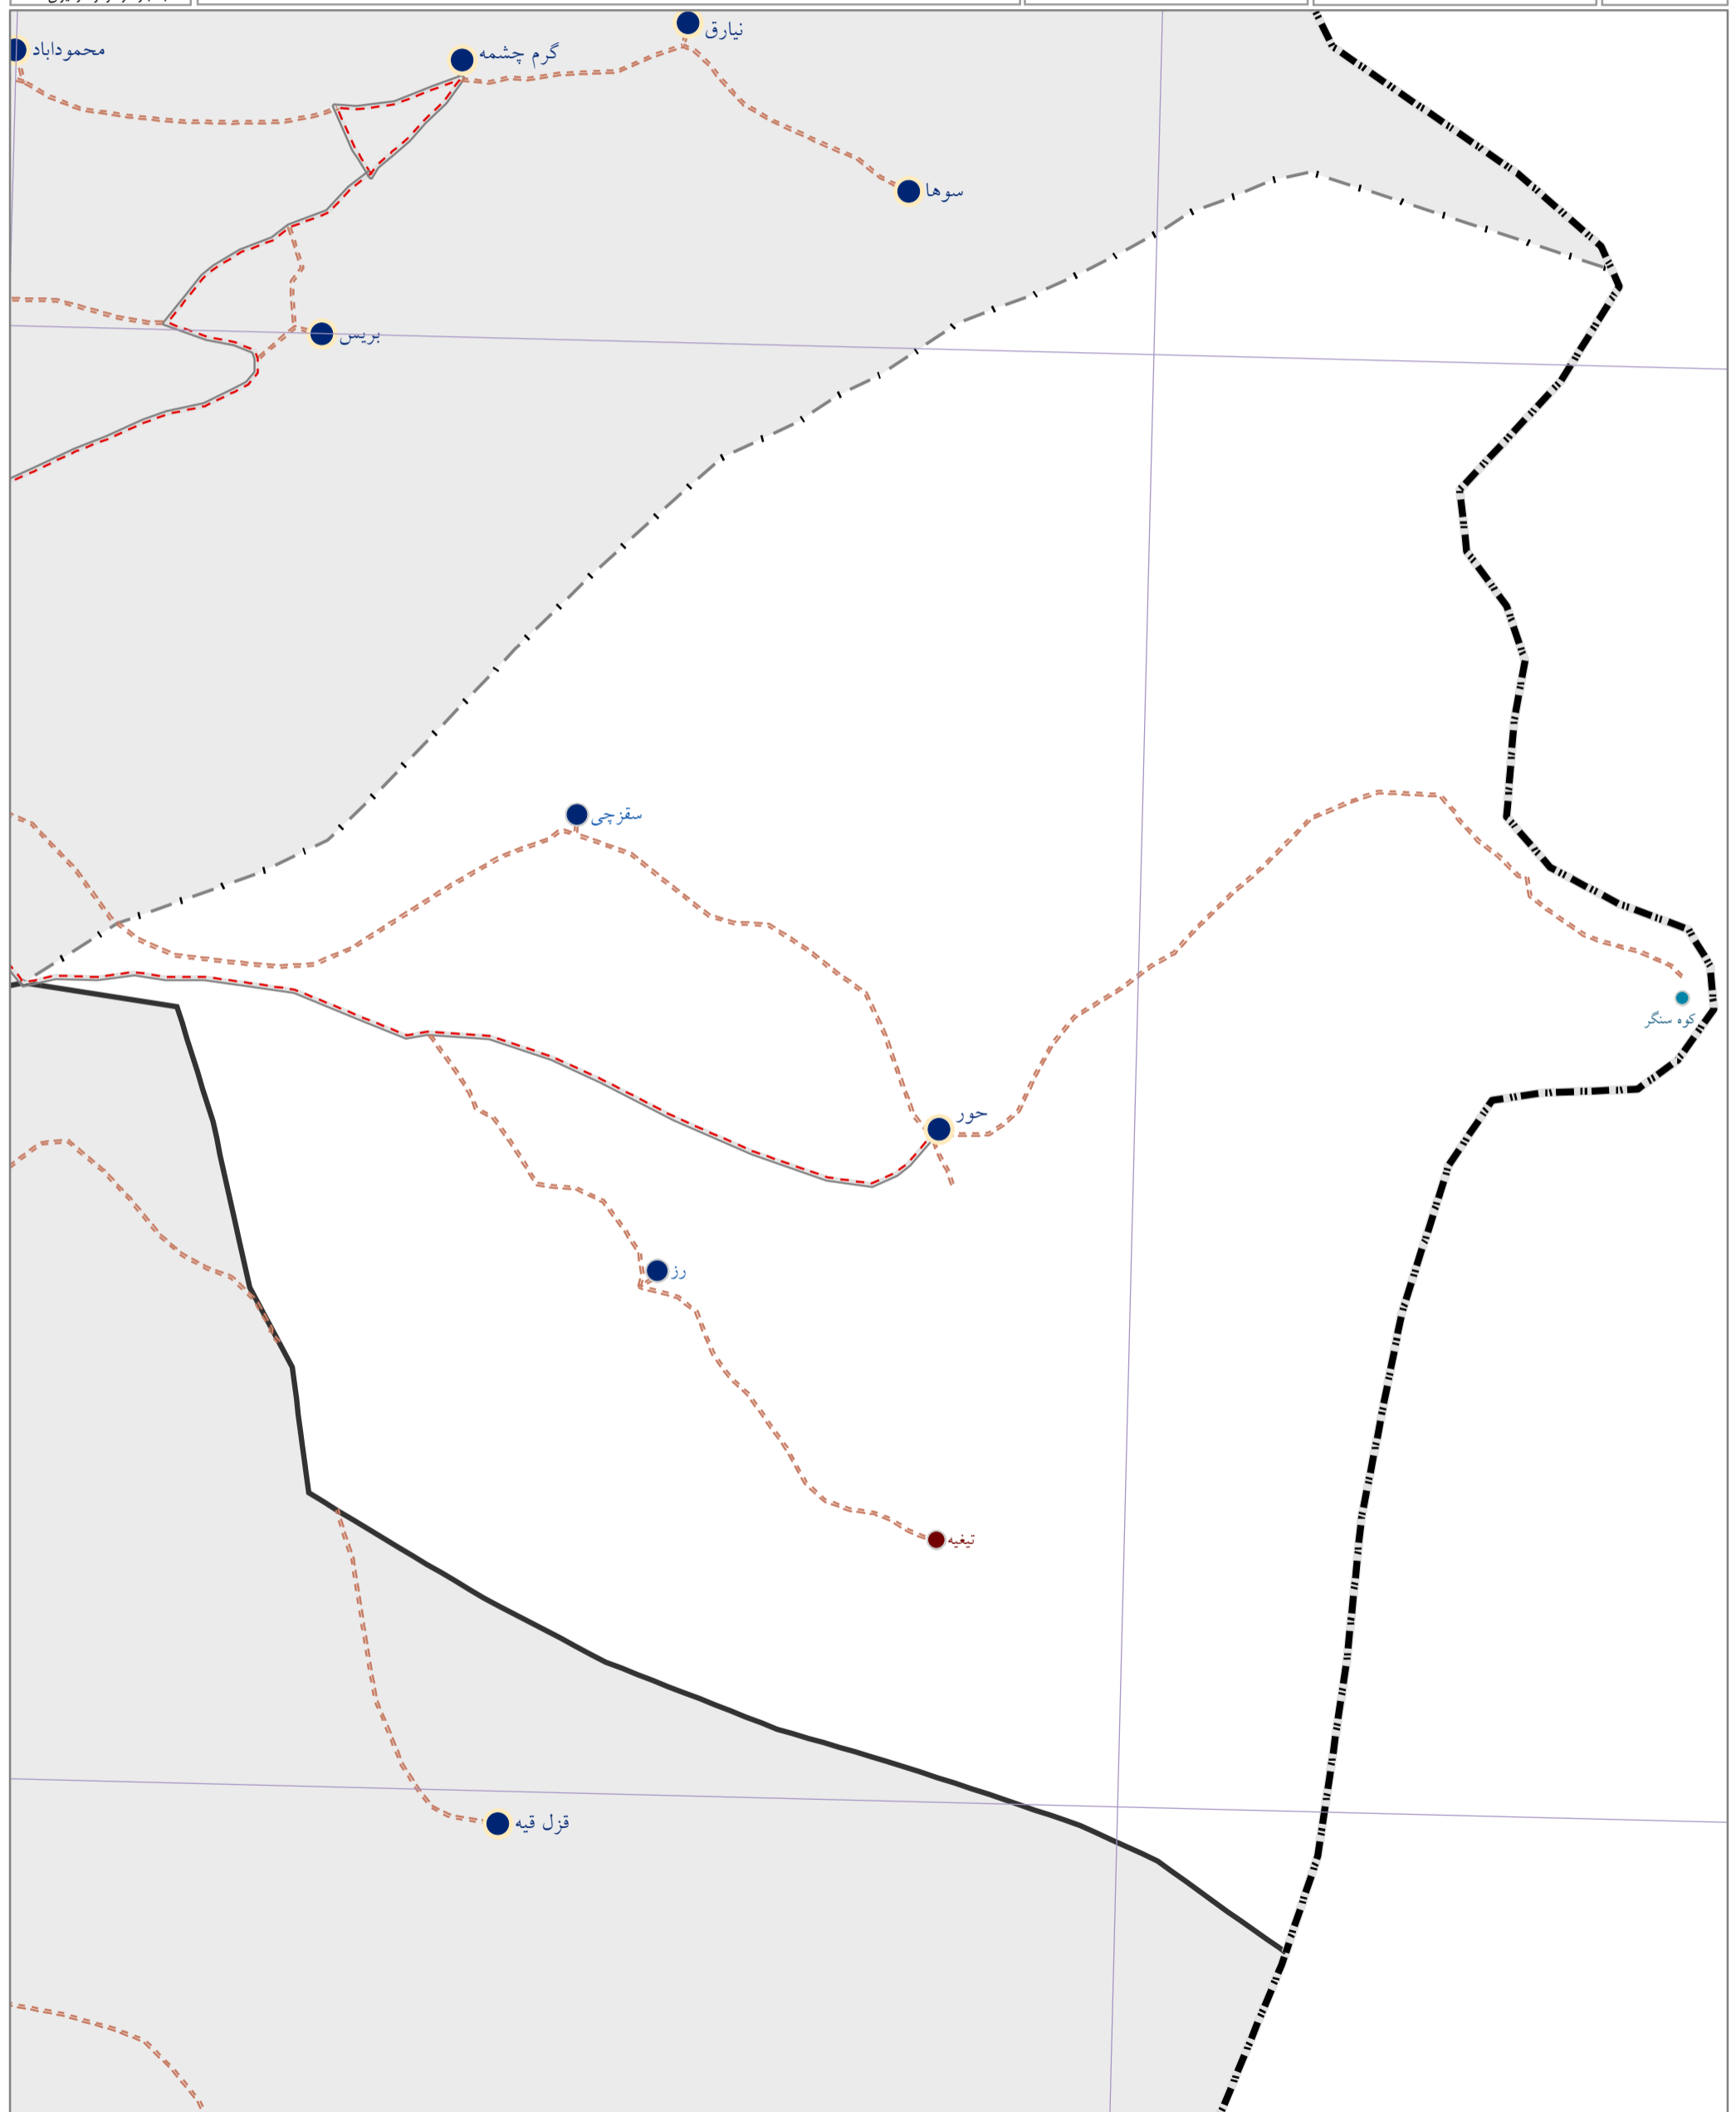 نیارق
محموداباد
گرم چشمه
سوها
بریس
سقزچی
کوه سنگر
حور
رز
تیغیه
قزل قیه